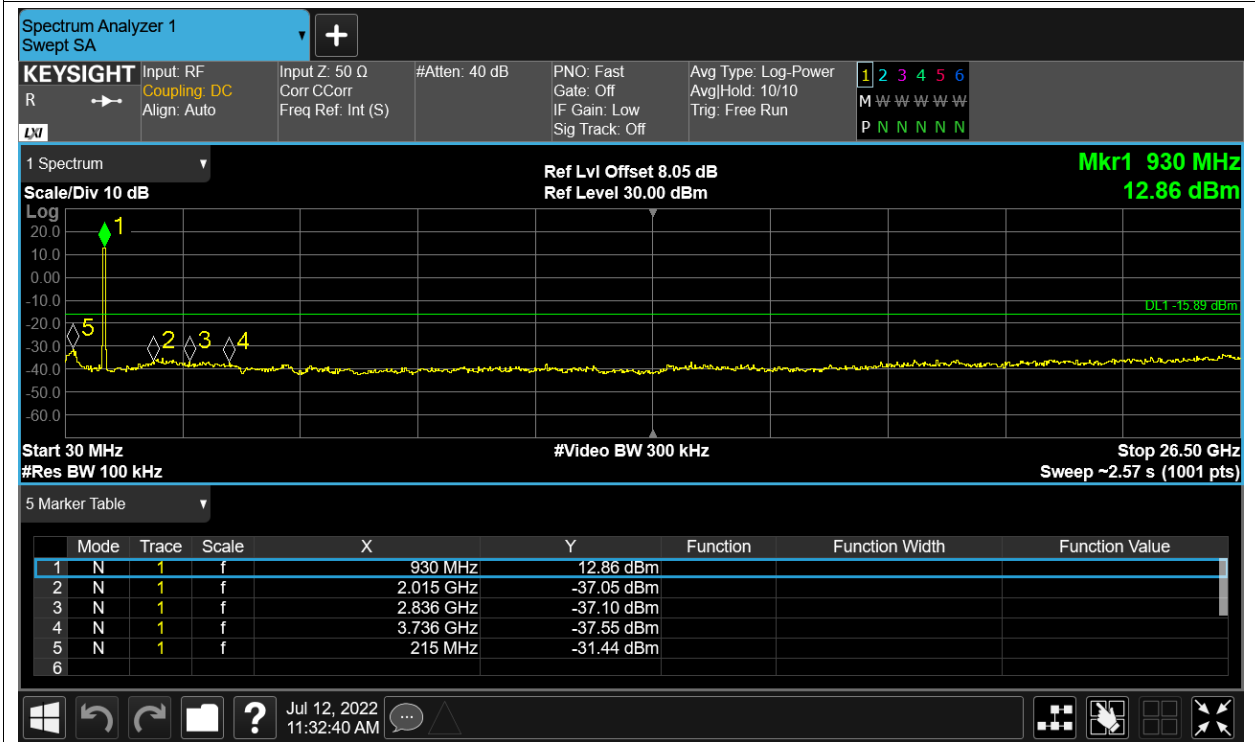 Spectrum Analyzer 1
Swept SA
+
KEYSIGHT Input: RF Input Z: 50 Ω #Atten: 40 dB PNO: Fast Avg Type: Log-Power 1 2 3 4 5 6
R Coupling: DC Corr CCorr Gate: Off Avg|Hold: 10/10 M W W W W W
Align: Auto Freq Ref: Int (S) IF Gain: Low Trig: Free Run
LXI Sig Track: Off P N N N N N
1 Spectrum Ref Lvl Offset 8.05 dB Mkr1 930 MHz
Scale/Div 10 dB Ref Level 30.00 dBm 12.86 dBm
Log
1
20.0
10.0
0.00
-10.0
DL1 -15.89 dBm
-20.0
5
2 3 4
-30.0
-40.0
-50.0
-60.0
Start 30 MHz #Video BW 300 kHz Stop 26.50 GHz
#Res BW 100 kHz Sweep ~2.57 s (1001 pts)
5 Marker Table
Mode Trace Scale X Y Function Function Width Function Value
1 N 1 f 930 MHz 12.86 dBm
2 N 1 f 2.015 GHz -37.05 dBm
3 N 1 f 2.836 GHz -37.10 dBm
4 N 1 f 3.736 GHz -37.55 dBm
5 N 1 f 215 MHz -31.44 dBm
6
? Jul 12, 2022
11:32:40 AM